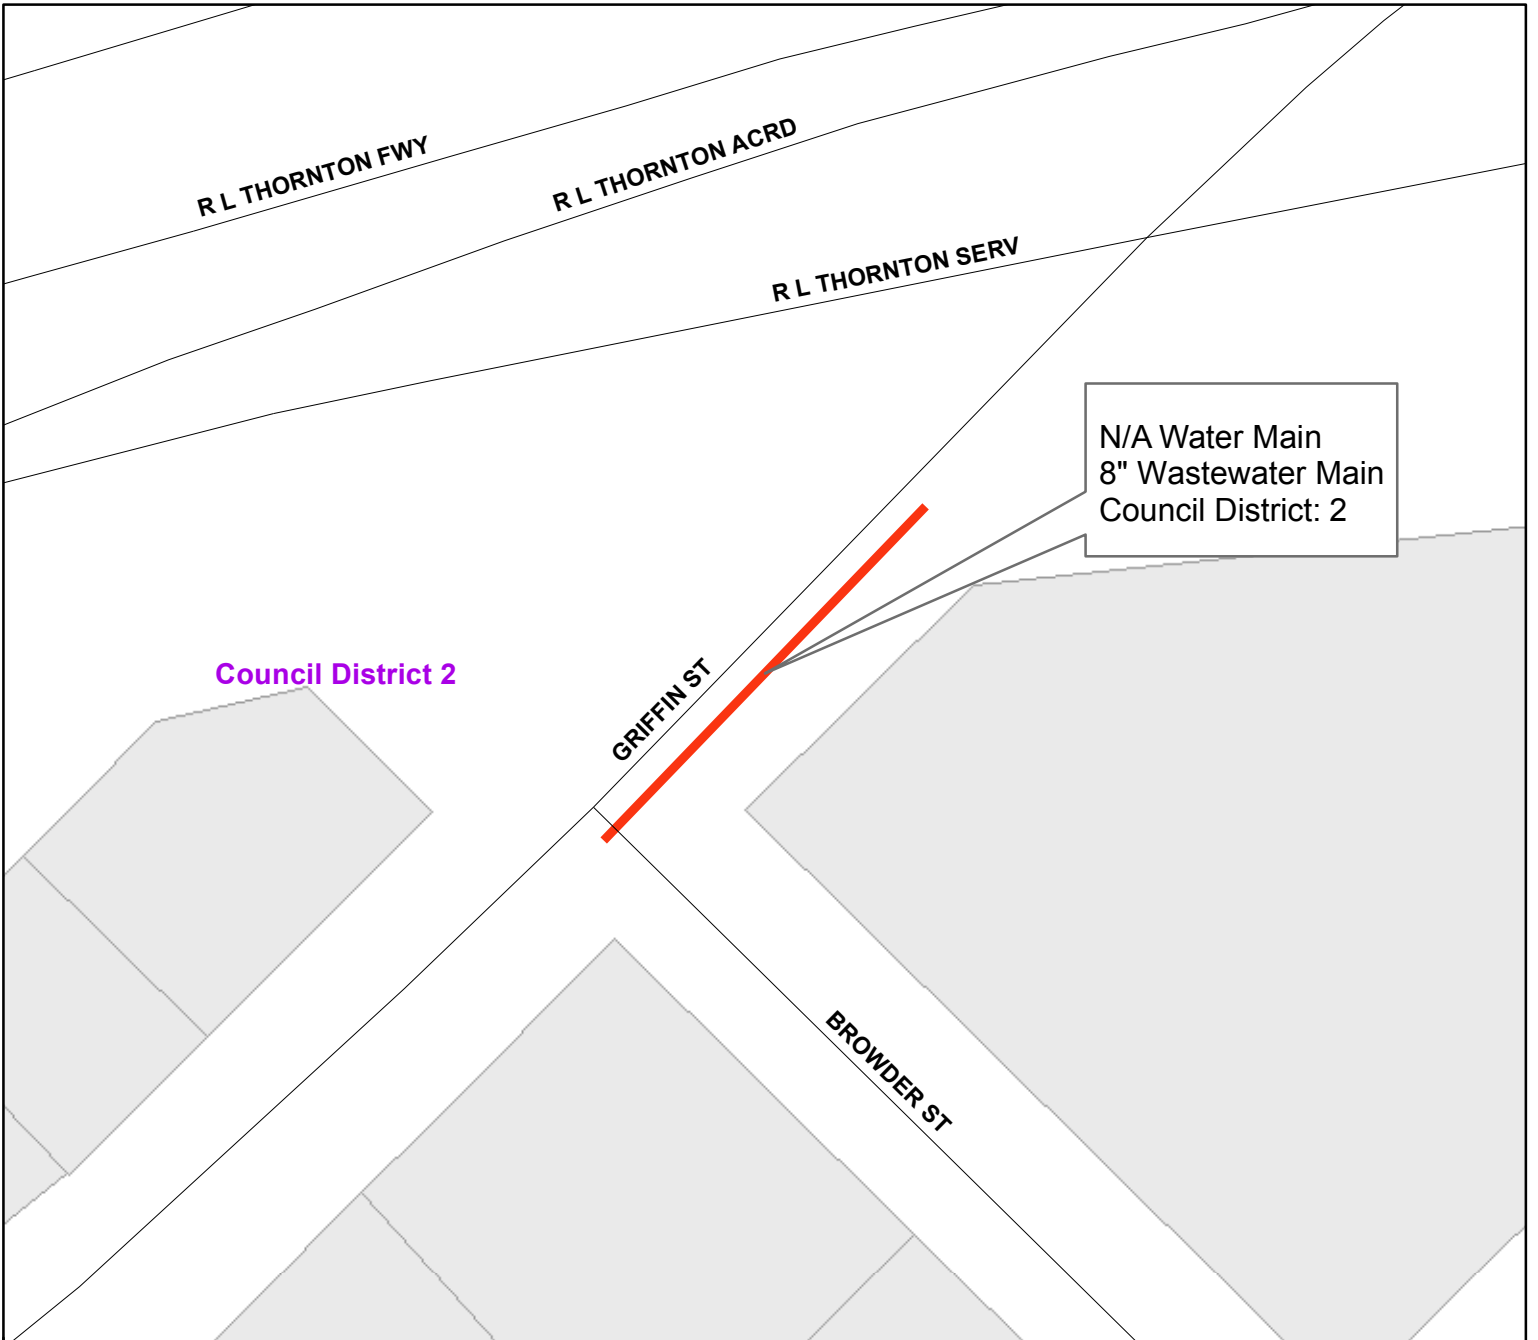 R L THORNTON FWY
R L THORNTON ACRD
R L THORNTON SERV
N/A Water Main
8" Wastewater Main
Council District: 2
Council District 2
GRIFFIN ST
BROWDER ST